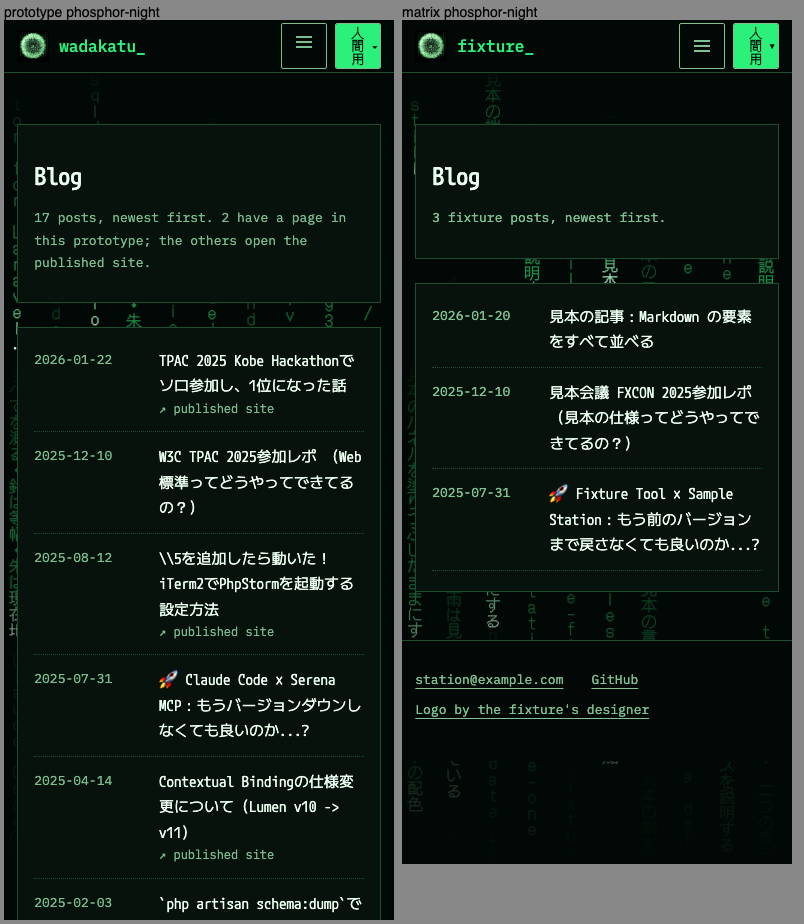 prototype phosphor-night
wadakatu_
人間用
Blog
17 posts, newest first. 2 have a page in
this prototype; the others open the
published site.
2026-01-22
TPAC 2025 Kobe Hackathonで
ソロ参加し、1位になった話
↗ published site
2025-12-10
W3C TPAC 2025参加レポ （Web
標準ってどうやってできてる
の？）
2025-08-12
\\5を追加したら動いた！
iTerm2でPhpStormを起動する
設定方法
↗ published site
2025-07-31
🚀 Claude Code x Serena
MCP：もうバージョンダウンし
なくても良いのか...?
2025-04-14
Contextual Bindingの仕様変
更について（Lumen v10 ->
v11）
↗ published site
2025-02-03
`php artisan schema:dump`で
matrix phosphor-night
fixture_
人間用
Blog
3 fixture posts, newest first.
2026-01-20
見本の記事：Markdown の要素
をすべて並べる
2025-12-10
見本会議 FXCON 2025参加レポ
（見本の仕様ってどうやってで
きてるの？）
2025-07-31
🚀 Fixture Tool x Sample
Station：もう前のバージョン
まで戻さなくても良いのか...?
station@example.com
GitHub
Logo by the fixture's designer